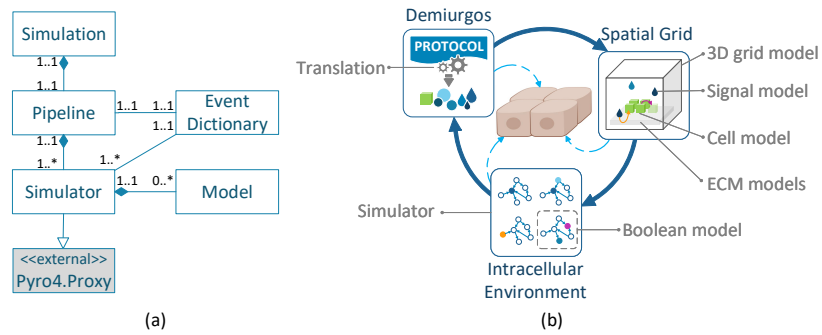 Simulation
1..1
1..1
Pipeline
1..1
1..1
Event
Dictionary
1..1
1..1
1..*
1..*
Simulator
1..1
0..*
Model
<<external>>
Pyro4.Proxy
(a)
Demiurgos
PROTOCOL
Translation
Spatial Grid
3D grid model
Signal model
Cell model
ECM models
Simulator
Boolean model
Intracellular
Environment
(b)